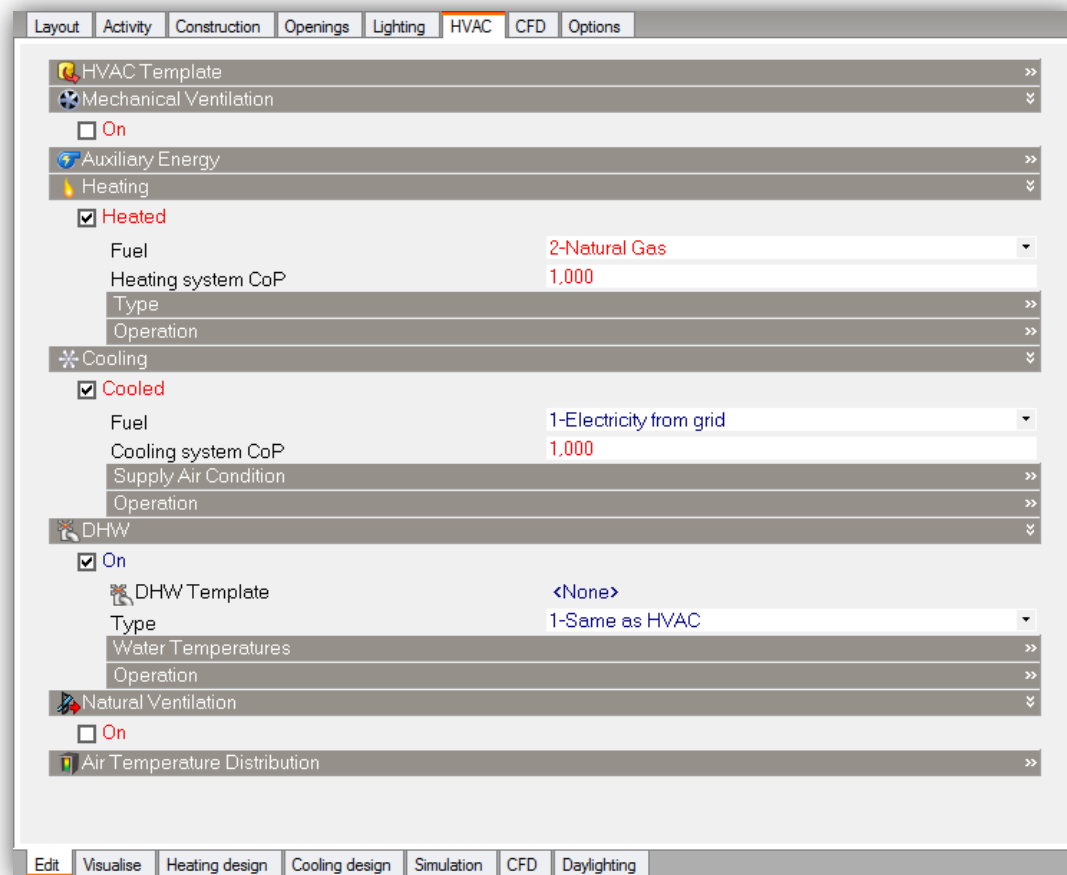 Layout Activity Construction Openings Lighting HVAC CFD Options
HVAC Template
Mechanical Ventilation
On
Auxiliary Energy
Heating
Heated
Fuel 2-Natural Gas
Heating system CoP 1,000
Type
Operation
Cooling
Cooled
Fuel 1-Electricity from grid
Cooling system CoP 1,000
Supply Air Condition
Operation
DHW
On
DHW Template <None>
Type 1-Same as HVAC
Water Temperatures
Operation
Natural Ventilation
On
Air Temperature Distribution
Edit Visualise Heating design Cooling design Simulation CFD Daylighting